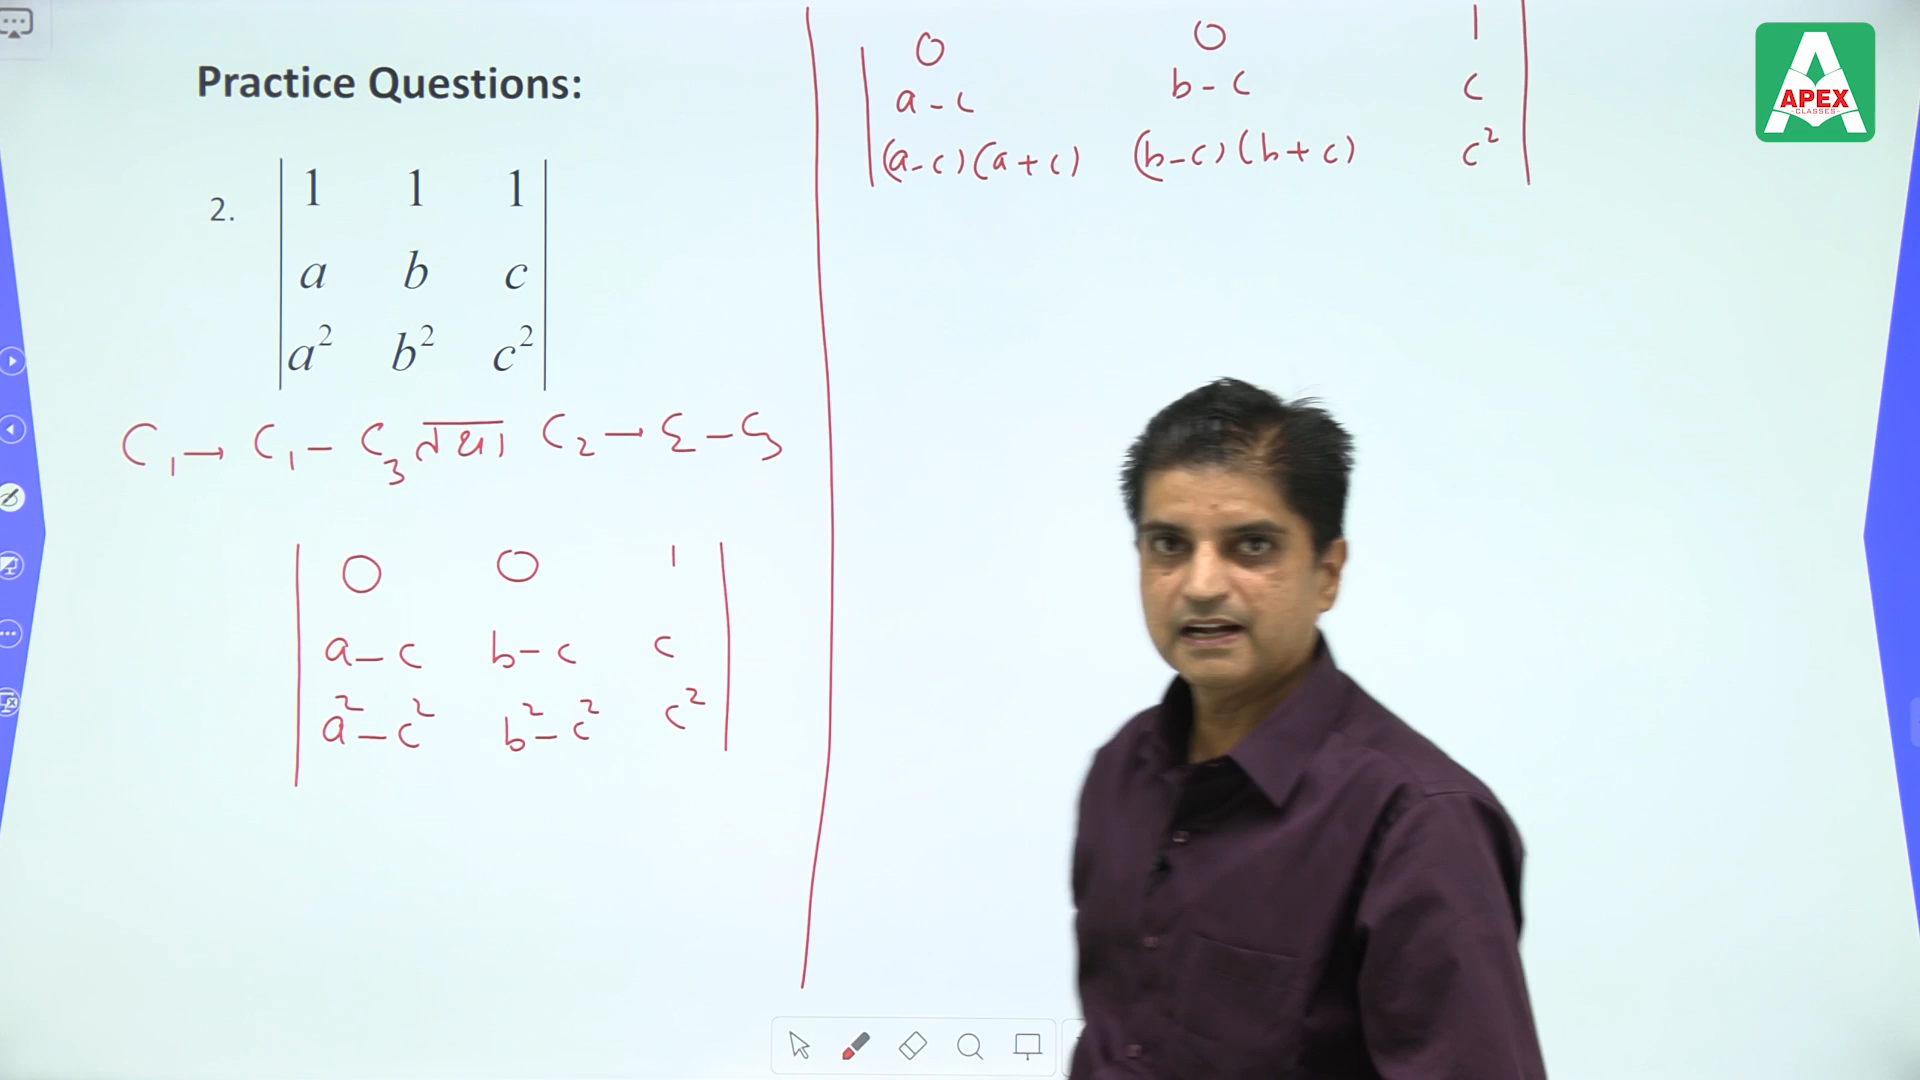 Practice Questions:
2.
1 1 1
a b c
a² b² c²
C₁ → C₁ - C₃ तथा C₂ → C₂ - C₃
0 0 1
a-c b-c c
a²-c² b²-c² c²
0 0 1
a-c b-c c
(a-c)(a+c) (b-c)(b+c) c²
APEX
CLASSES